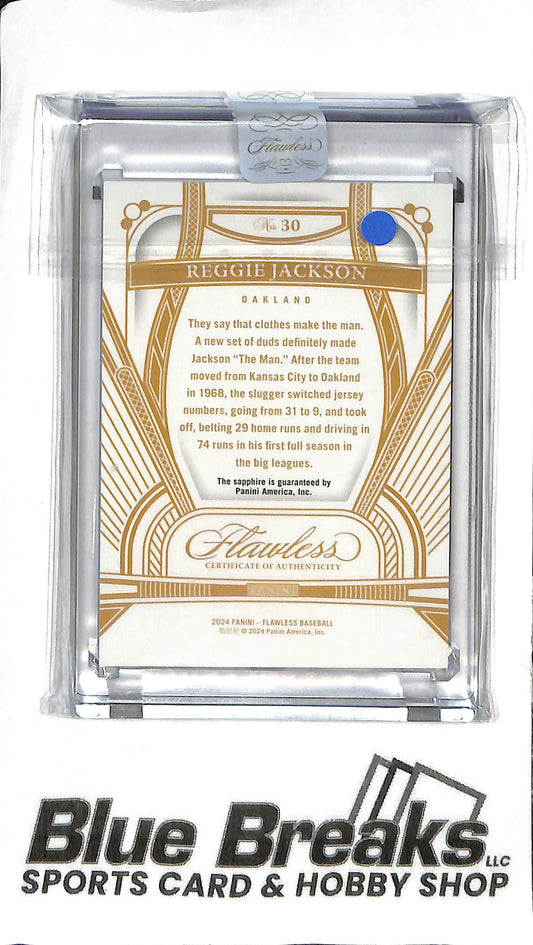 Flawless
No 30
REGGIE JACKSON
OAKLAND
They say that clothes make the man.
A new set of duds definitely made
Jackson "The Man." After the team
moved from Kansas City to Oakland
in 1968, the slugger switched jersey
numbers, going from 31 to 9, and took
off, belting 29 home runs and driving in
74 runs in his first full season in
the big leagues.
The sapphire is guaranteed by
Panini America, Inc.
Flawless
CERTIFICATE OF AUTHENTICITY
PANINI
2024 PANINI – FLAWLESS BASEBALL
© 2024 Panini America, Inc.
Blue Breaks LLC
SPORTS CARD & HOBBY SHOP